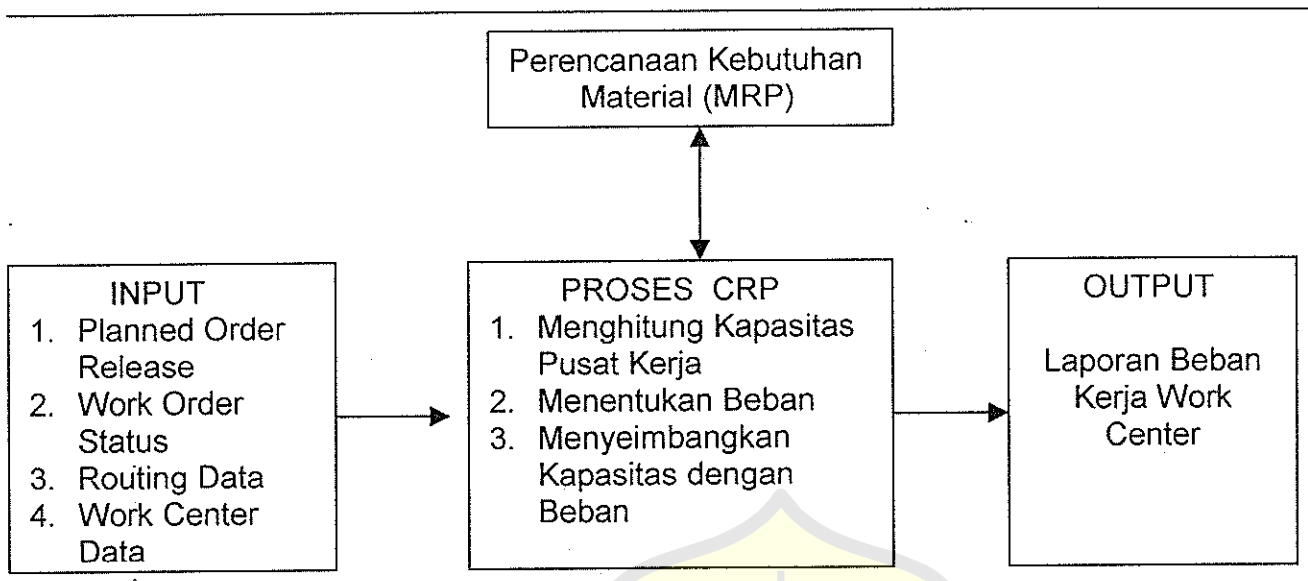 Perencanaan Kebutuhan
Material (MRP)
INPUT
1. Planned Order
Release
2. Work Order
Status
3. Routing Data
4. Work Center
Data
PROSES CRP
1. Menghitung Kapasitas
Pusat Kerja
2. Menentukan Beban
3. Menyeimbangkan
Kapasitas dengan
Beban
OUTPUT
Laporan Beban
Kerja Work
Center